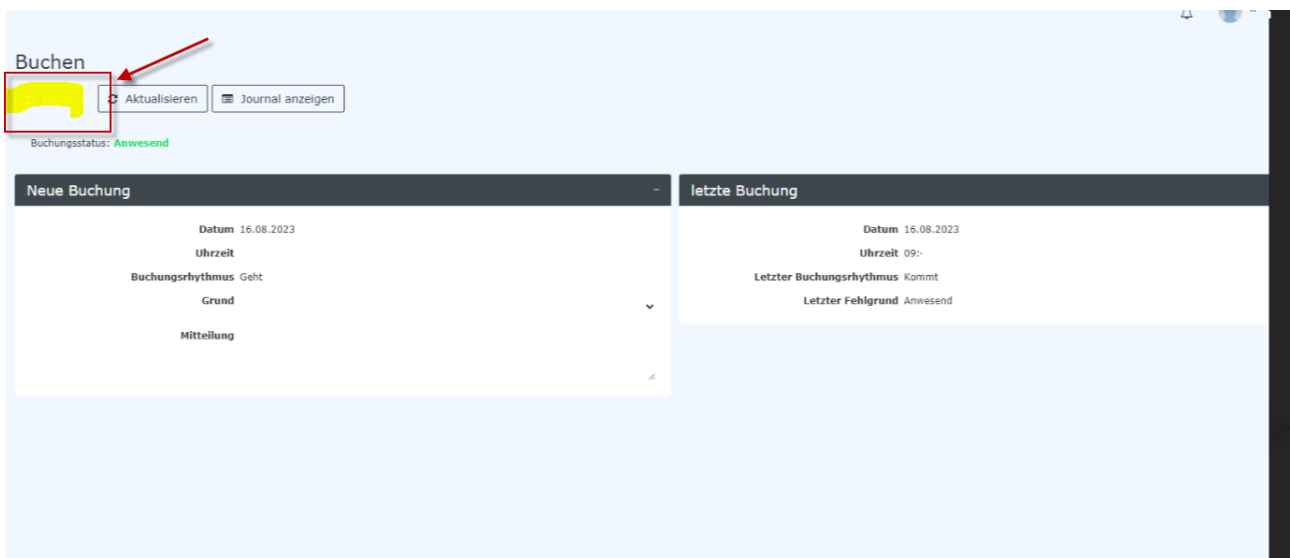 Buchen
Aktualisieren Journal anzeigen
Buchungsstatus: Anwesend
Neue Buchung -
Datum 16.08.2023
Uhrzeit
Buchungsrhythmus Geht
Grund
Mitteilung
letzte Buchung
Datum 16.08.2023
Uhrzeit 09:
Letzter Buchungsrhythmus Kommt
Letzter Fehlgrund Anwesend